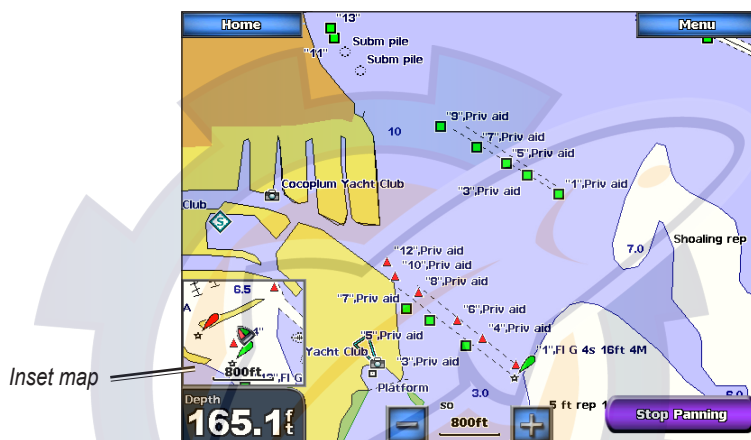 Home
Menu
"13"
"11"
Subm pile
Subm pile
"9",Priv aid
10
"7",Priv aid
"5",Priv aid
"3",Priv aid
"1",Priv aid
Cocoplum Yacht Club
Club
S
7.0
Shoaling rep
"12",Priv aid
"10",Priv aid
"8",Priv aid
"7",Priv aid
"6",Priv aid
"4",Priv aid
"5",Priv aid
"3",Priv aid
"1",Fl G 4s 16ft 4M
Yacht Club
Platform
6.5
A
800ft
Inset map
3.0
5 ft rep 1
6.0
so
800ft
Depth
165.1 ft
Stop Panning